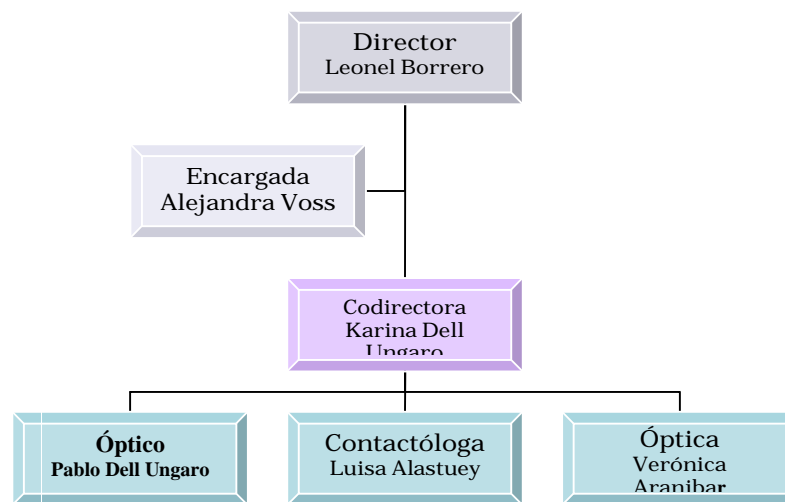 Director
Leonel Borrero
Encargada
Alejandra Voss
Codirectora
Karina Dell
Ungaro
Óptico
Pablo Dell Ungaro
Contactóloga
Luisa Alastuey
Óptica
Verónica
Aranibar